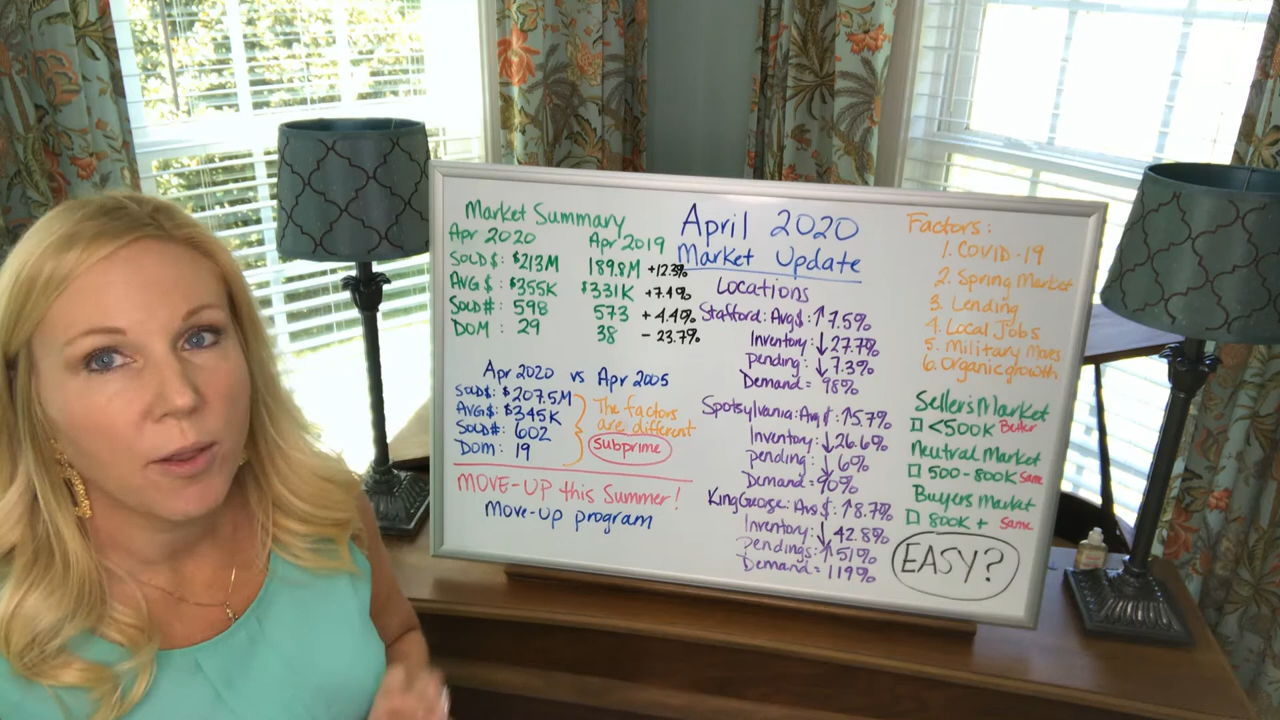 Market Summary
Apr 2020 Apr 2019
SOLD $: $213M 189.8M +12.3%
AVG $: $355K $331K +7.4%
SOLD#: 598 573 +4.4%
DOM: 29 38 -23.7%
Apr 2020 vs Apr 2005
SOLD$: $207.5M
AVG$: $345K
SOLD#: 602
DOM: 19
The factors
are different
subprime
MOVE-UP this Summer!
Move-up program
April 2020
Market Update
Locations
Stafford: Avg$: ↑7.5%
Inventory: ↓27.7%
pending: ↓7.3%
Demand = 98%
Spotsylvania: Avg $: ↑5.7%
Inventory: ↓26.6%
pending: ↓6%
Demand = 90%
King George: Avg $: ↑8.7%
Inventory: ↓42.8%
pendings: ↑51%
Demand = 119%
Factors:
1. COVID-19
2. Spring Market
3. Lending
4. Local Jobs
5. Military Moves
6. Organic growth
Seller's Market
□ <500K Better
Neutral Market
□ 500-800K Same
Buyers Market
□ 800K+ Same
EASY?